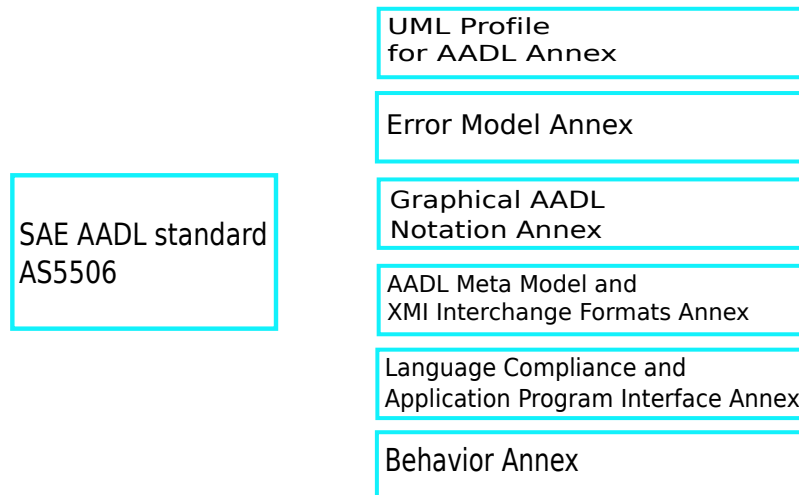 UML Profile
for AADL Annex
Error Model Annex
SAE AADL standard
AS5506
Graphical AADL
Notation Annex
AADL Meta Model and
XMI Interchange Formats Annex
Language Compliance and
Application Program Interface Annex
Behavior Annex